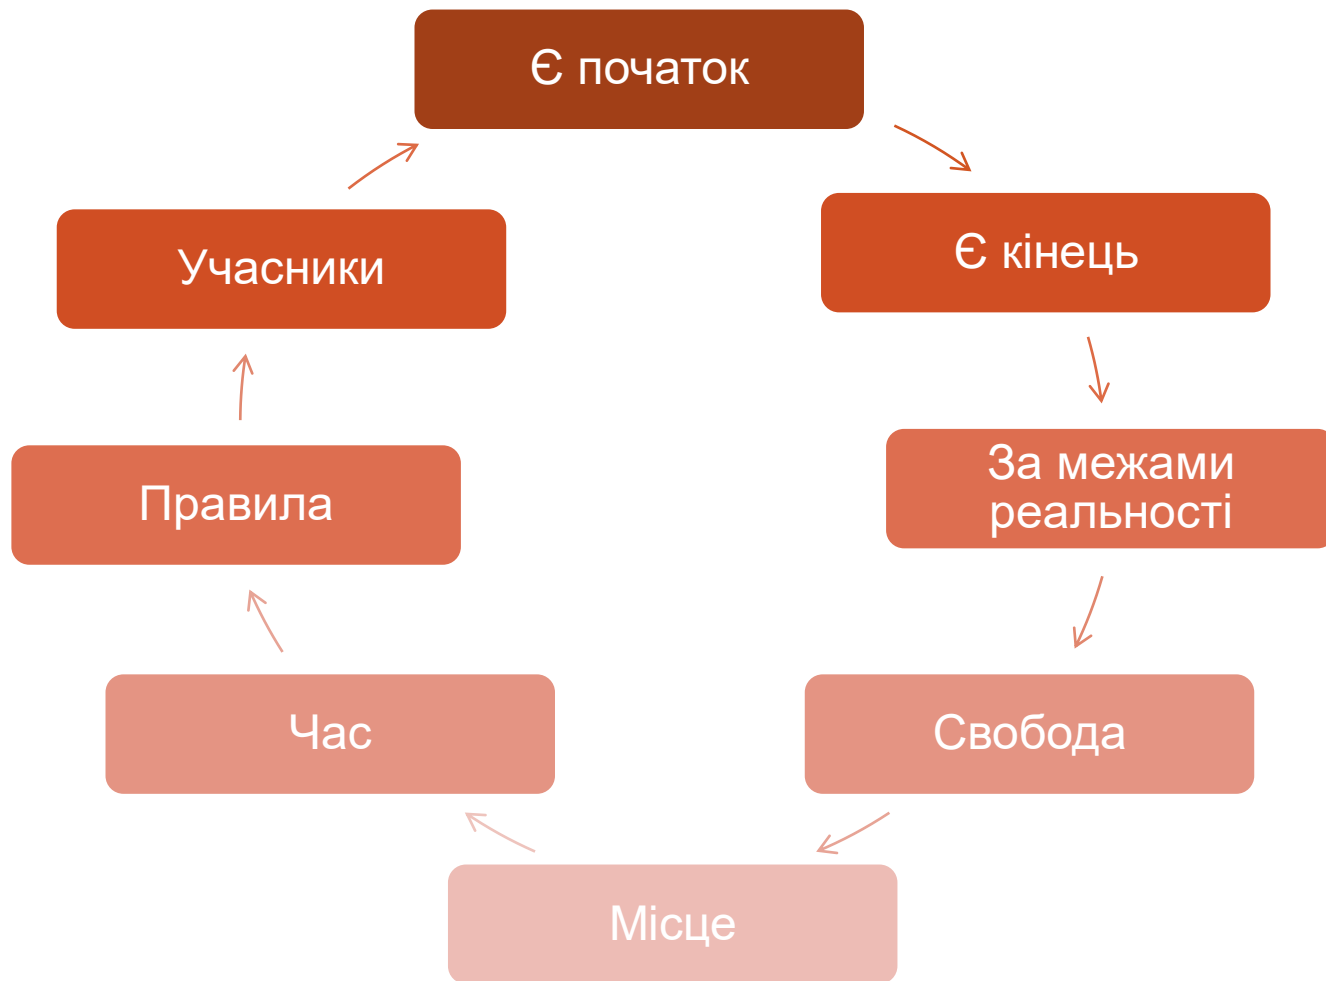 Є початок
Є кінець
За межами
реальності
Свобода
Місце
Час
Правила
Учасники